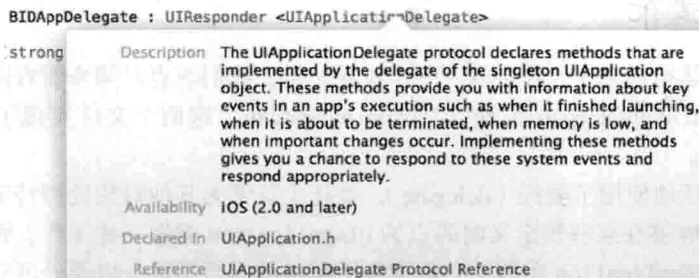 BIDAppDelegate : UIResponder <UIApplicationDelegate>
strong
Description The UIApplicationDelegate protocol declares methods that are
implemented by the delegate of the singleton UIApplication
object. These methods provide you with information about key
events in an app's execution such as when it finished launching,
when it is about to be terminated, when memory is low, and
when important changes occur. Implementing these methods
gives you a chance to respond to these system events and
respond appropriately.
Availability iOS (2.0 and later)
Declared In UIApplication.h
Reference UIApplicationDelegate Protocol Reference